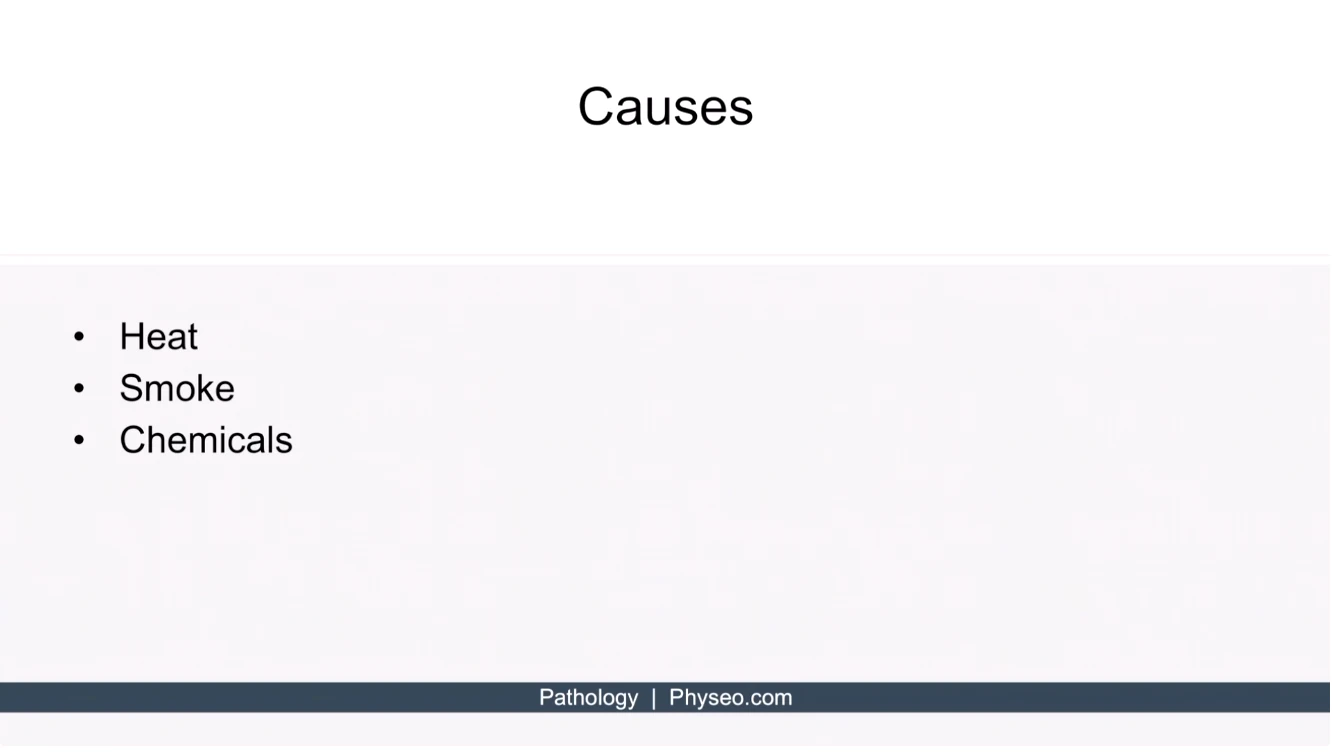 Causes
• Heat
• Smoke
• Chemicals
Pathology | Physeo.com